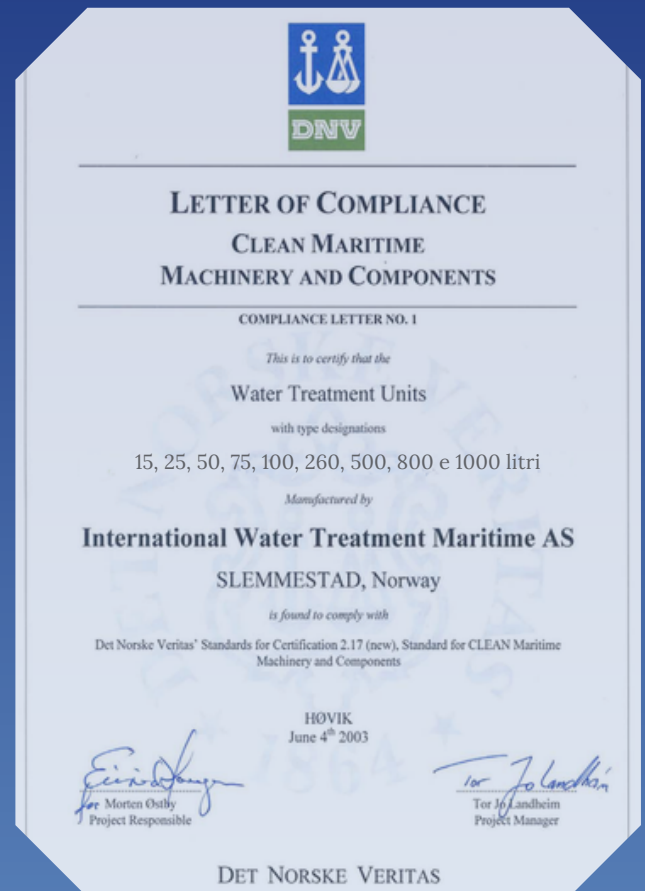 DNV
LETTER OF COMPLIANCE
CLEAN MARITIME
MACHINERY AND COMPONENTS
COMPLIANCE LETTER NO. 1
This is to certify that the
Water Treatment Units
with type designations
15, 25, 50, 75, 100, 260, 500, 800 e 1000 litri
Manufactured by
International Water Treatment Maritime AS
SLEMMESTAD, Norway
is found to comply with
Det Norske Veritas' Standards for Certification 2.17 (new), Standard for CLEAN Maritime
Machinery and Components
HØVIK
June 4th 2003
for Morten Østby
Project Responsible
Tor Jo Landheim
Project Manager
DET NORSKE VERITAS
DET NORSKE VERITAS
1864